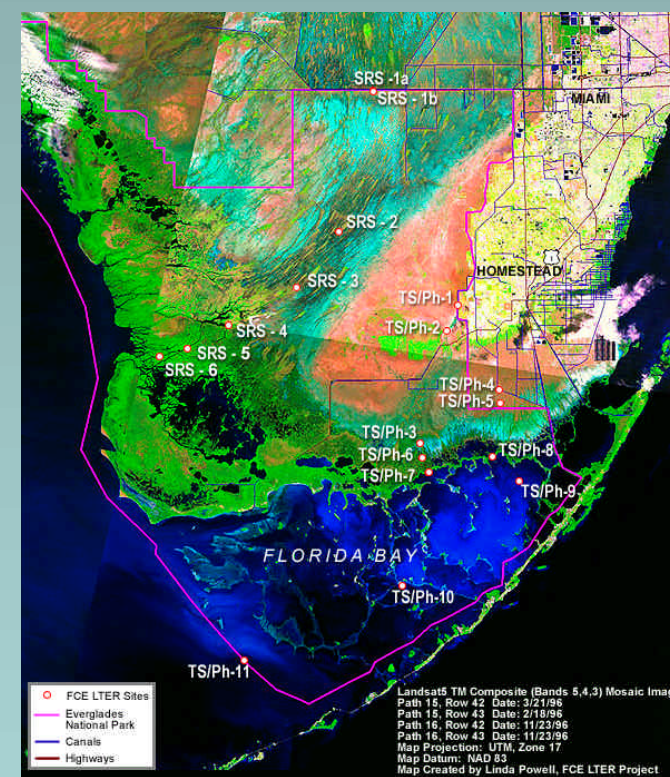 SRS -1a
SRS - 1b
MIAMI
SRS - 2
1
HOMESTEAD
SRS - 3
TS/Ph-1
SRS - 4
TS/Ph-2
SRS - 5
SRS - 6
TS/Ph-4
TS/Ph-5
TS/Ph-3
TS/Ph-8
TS/Ph-6
TS/Ph-7
TS/Ph-9
FLORIDA BAY
TS/Ph-10
TS/Ph-11
FCE LTER Sites
Everglades
National Park
Canals
Highways
Landsat5 TM Composite (Bands 5,4,3) Mosaic Imag
Path 15, Row 42 Date: 3/21/96
Path 15, Row 43 Date: 2/18/96
Path 16, Row 42 Date: 11/23/96
Path 16, Row 43 Date: 11/23/96
Map Projection: UTM, Zone 17
Map Datum: NAD 83
Map Created by Linda Powell, FCE LTER Project